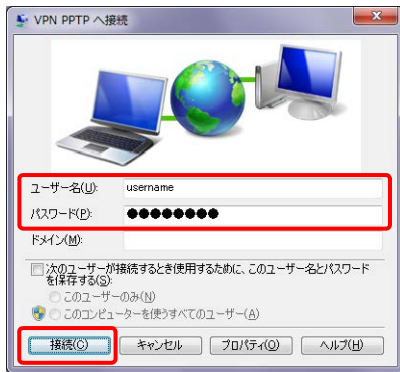 VPN PPTP へ接続
ユーザー名(U): username
パスワード(P): ●●●●●●●●
ドメイン(M):
次のユーザーが接続するとき使用するために、このユーザー名とパスワード
を保存する(S):
このユーザーのみ(N)
このコンピューターを使うすべてのユーザー(A)
接続(C) キャンセル プロパティ(O) ヘルプ(H)